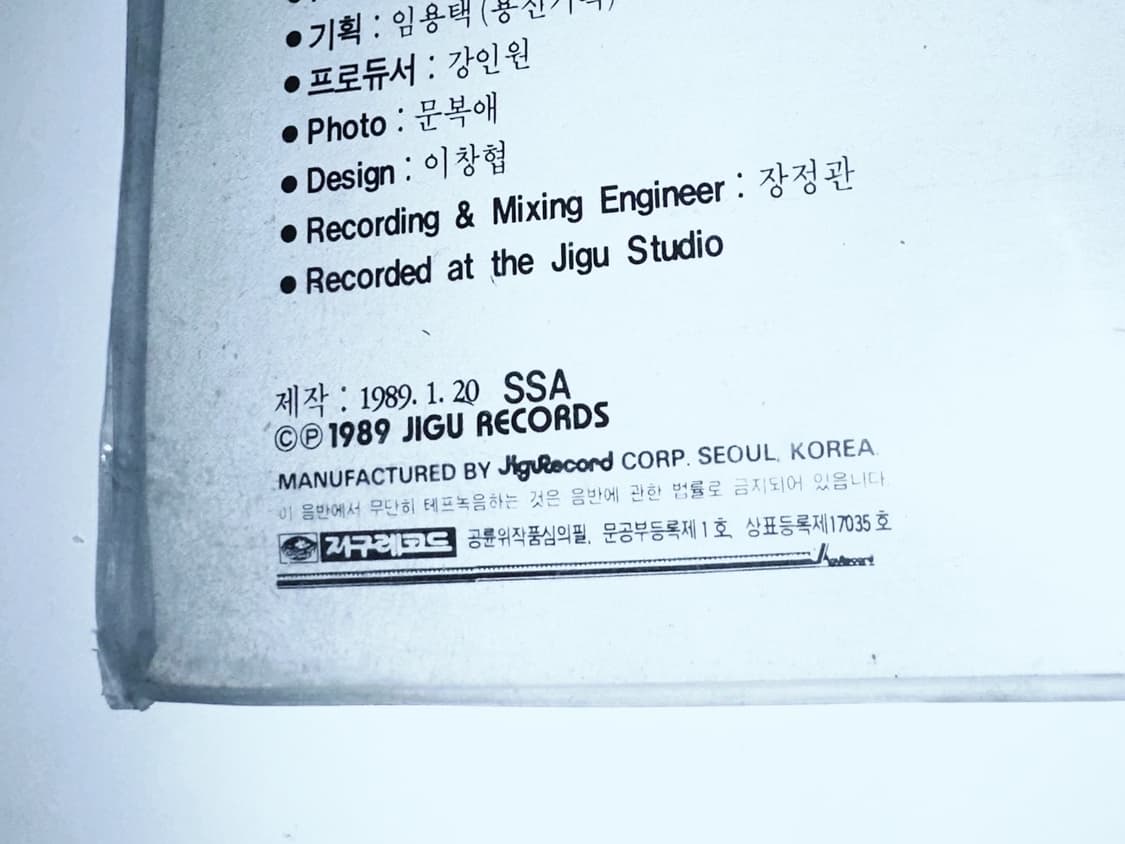 ● 기획 : 임용택 (용산기획)
● 프로듀서 : 강인원
● Photo : 문복애
● Design : 이창협
● Recording & Mixing Engineer : 장정관
● Recorded at the Jigu Studio
제작 : 1989. 1. 20 SSA
©℗ 1989 JIGU RECORDS
MANUFACTURED BY JiguRecord CORP. SEOUL, KOREA.
이 음반에서 무단히 테프녹음하는 것은 음반에 관한 법률로 금지되어 있읍니다
지구레코드 공륜위작품심의필, 문공부등록제1호, 상표등록제17035호